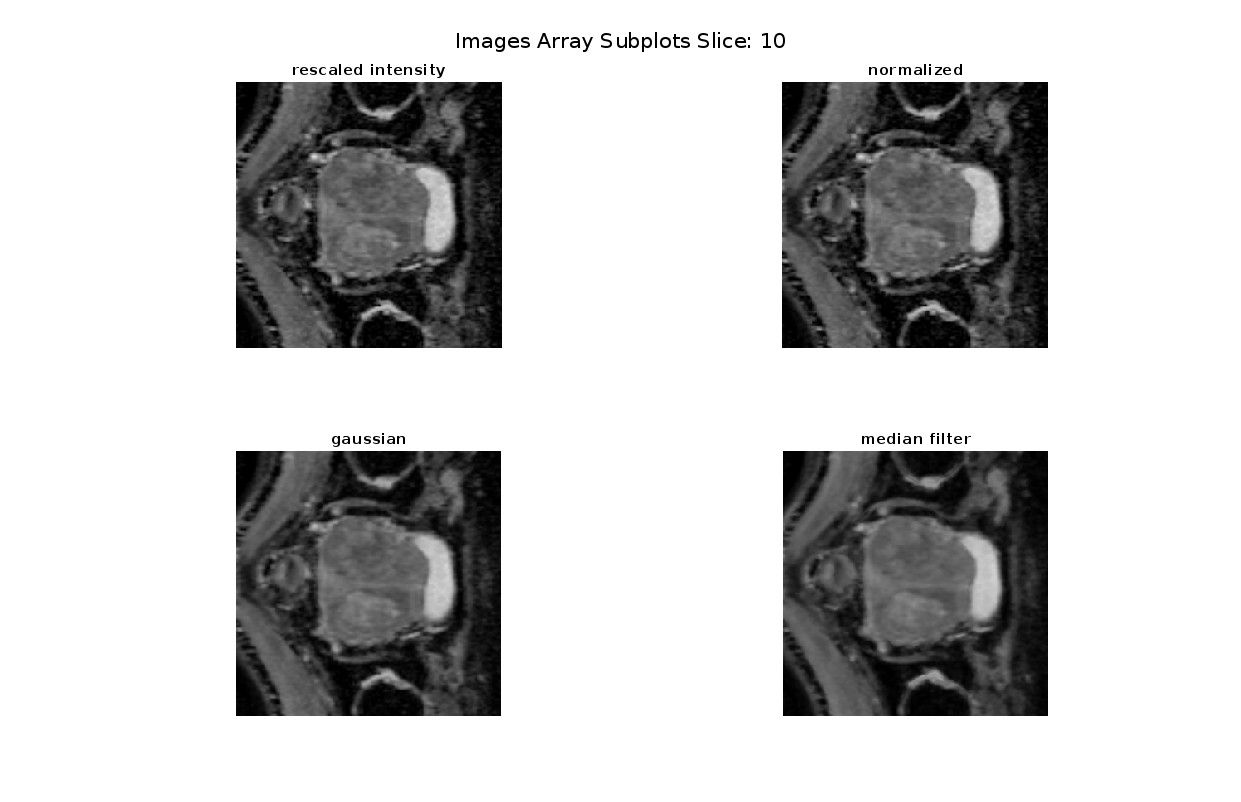 Images Array Subplots Slice: 10
rescaled intensity
normalized
gaussian
median filter